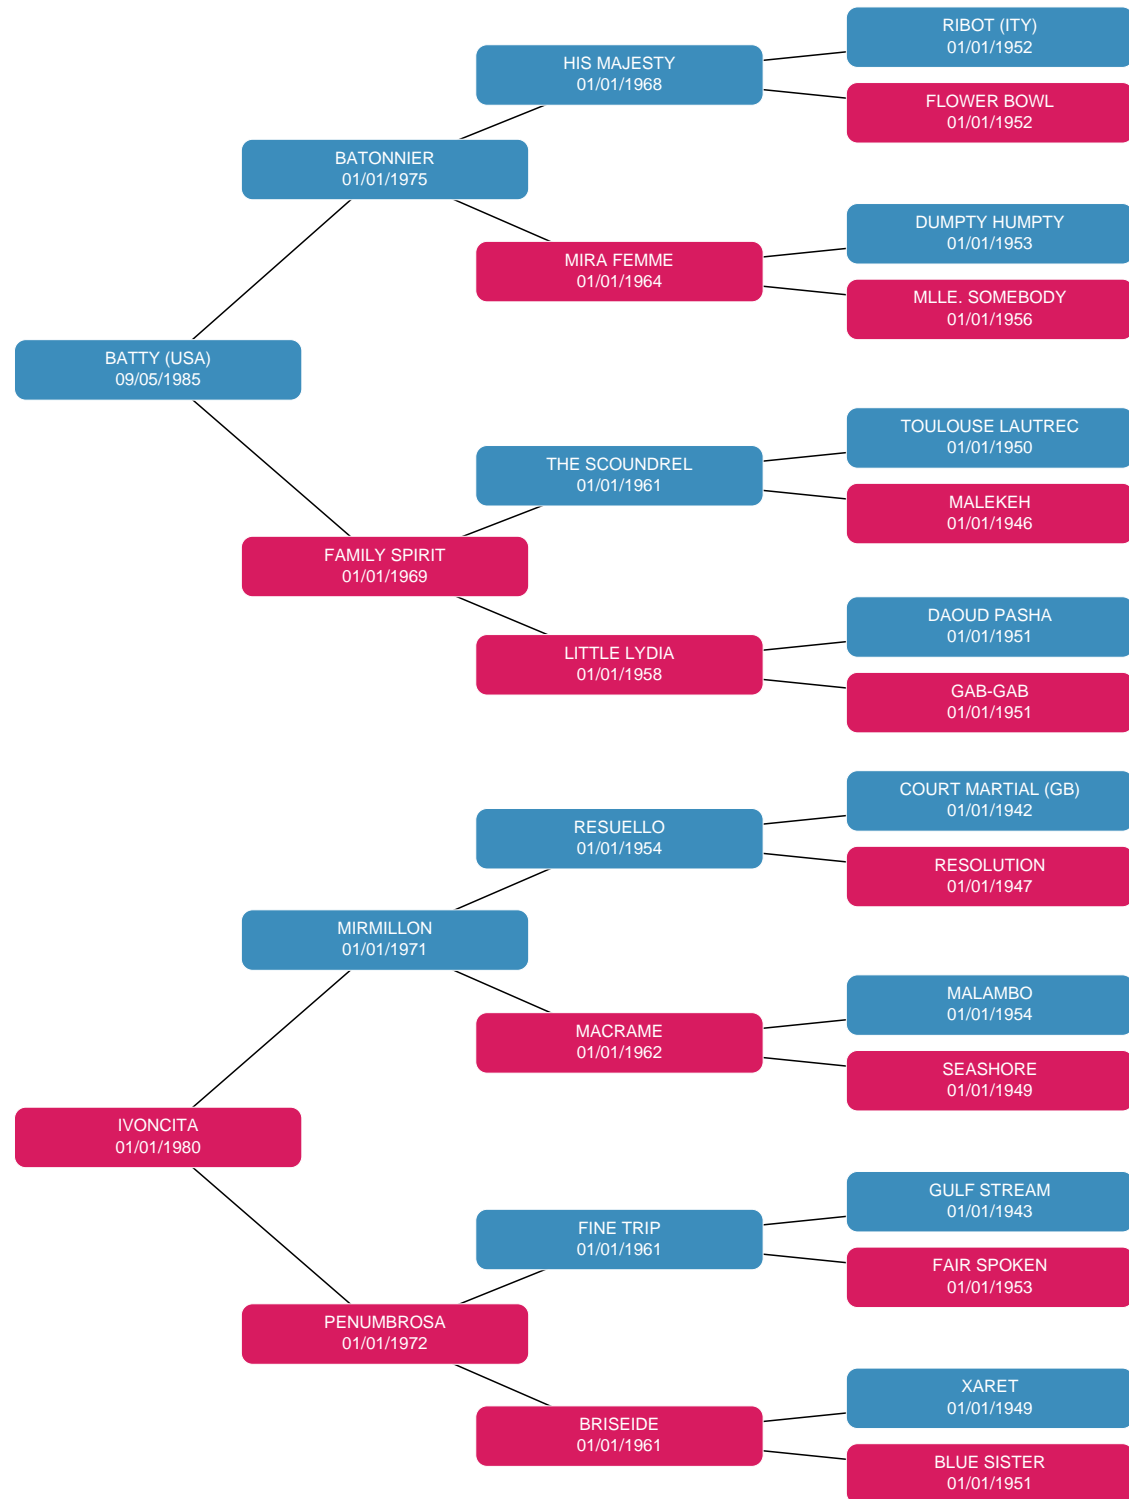 RIBOT (ITY)
01/01/1952
HIS MAJESTY
01/01/1968
FLOWER BOWL
01/01/1952
BATONNIER
01/01/1975
DUMPTY HUMPTY
01/01/1953
MIRA FEMME
01/01/1964
MLLE. SOMEBODY
01/01/1956
BATTY (USA)
09/05/1985
TOULOUSE LAUTREC
01/01/1950
THE SCOUNDREL
01/01/1961
MALEKEH
01/01/1946
FAMILY SPIRIT
01/01/1969
DAOUD PASHA
01/01/1951
LITTLE LYDIA
01/01/1958
GAB-GAB
01/01/1951
COURT MARTIAL (GB)
01/01/1942
RESUELLO
01/01/1954
RESOLUTION
01/01/1947
MIRMILLON
01/01/1971
MALAMBO
01/01/1954
MACRAME
01/01/1962
SEASHORE
01/01/1949
IVONCITA
01/01/1980
GULF STREAM
01/01/1943
FINE TRIP
01/01/1961
FAIR SPOKEN
01/01/1953
PENUMBROSA
01/01/1972
XARET
01/01/1949
BRISEIDE
01/01/1961
BLUE SISTER
01/01/1951